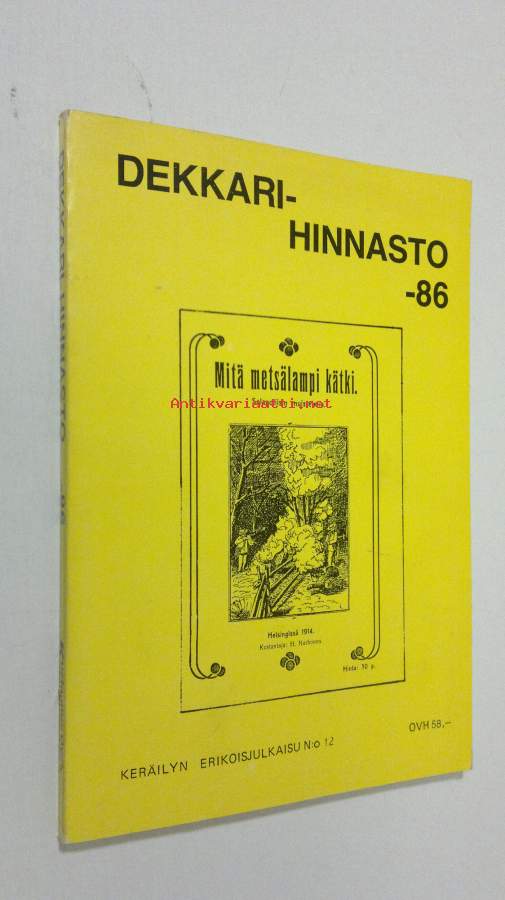 DEKKARI-
HINNASTO
-86
Mitä metsälampi kätki.
Antikvariaatti.net
Helsingissä 1914.
Kustantaja: H.
Hinta: 10 p.
KERÄILYN ERIKOISJULKAISU N:o 12
OVH 58,-
DEKKARI HINNASTO 86